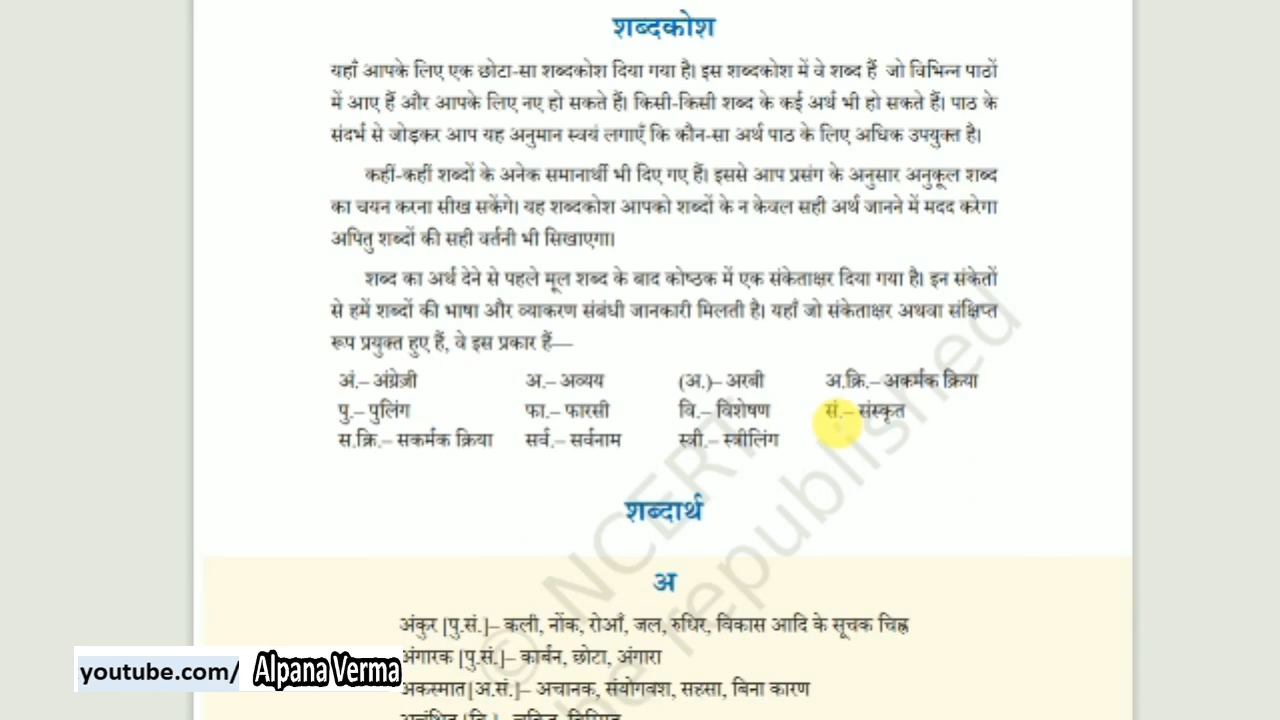 शब्दकोश
यहाँ आपके लिए एक छोटा-सा शब्दकोश दिया गया है। इस शब्दकोश में वे शब्द हैं जो विभिन्न पाठों
में आए हैं और आपके लिए नए हो सकते हैं। किसी-किसी शब्द के कई अर्थ भी हो सकते हैं। पाठ के
संदर्भ से जोड़कर आप यह अनुमान स्वयं लगाएँ कि कौन-सा अर्थ पाठ के लिए अधिक उपयुक्त है।
कहीं-कहीं शब्दों के अनेक समानार्थी भी दिए गए हैं। इससे आप प्रसंग के अनुसार अनुकूल शब्द
का चयन करना सीख सकेंगे। यह शब्दकोश आपको शब्दों के न केवल सही अर्थ जानने में मदद करेगा
अपितु शब्दों की सही वर्तनी भी सिखाएगा।
शब्द का अर्थ देने से पहले मूल शब्द के बाद कोष्ठक में एक संकेताक्षर दिया गया है। इन संकेतों
से हमें शब्दों की भाषा और व्याकरण संबंधी जानकारी मिलती है। यहाँ जो संकेताक्षर अथवा संक्षिप्त
रूप प्रयुक्त हुए हैं, वे इस प्रकार हैं—
अं.– अंग्रेज़ी अ.– अव्यय (अ.)– अरबी अ.क्रि.– अकर्मक क्रिया
पु.– पुलिंग फा.– फारसी वि.– विशेषण सं.– संस्कृत
स.क्रि.– सकर्मक क्रिया सर्व.– सर्वनाम स्त्री.– स्त्रीलिंग
शब्दार्थ
अ
अंकुर [पु.सं.]– कली, नोंक, रोआँ, जल, रुधिर, विकास आदि के सूचक चिह्न
अंगारक [पु.सं.]– कार्बन, छोटा, अंगारा
अकस्मात[अ.सं.]– अचानक, संयोगवश, सहसा, बिना कारण
© NCERT
republished
youtube.com/ Alpana Verma